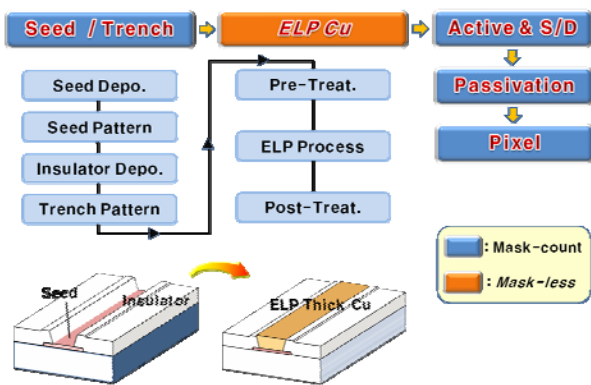 Seed / Trench
ELP Cu
Active & S/D
Seed Depo.
Seed Pattern
Insulator Depo.
Trench Pattern
Pre-Treat.
ELP Process
Post-Treat.
Passivation
Pixel
: Mask-count
: Mask-less
Seed
Insulator
ELP Thick Cu